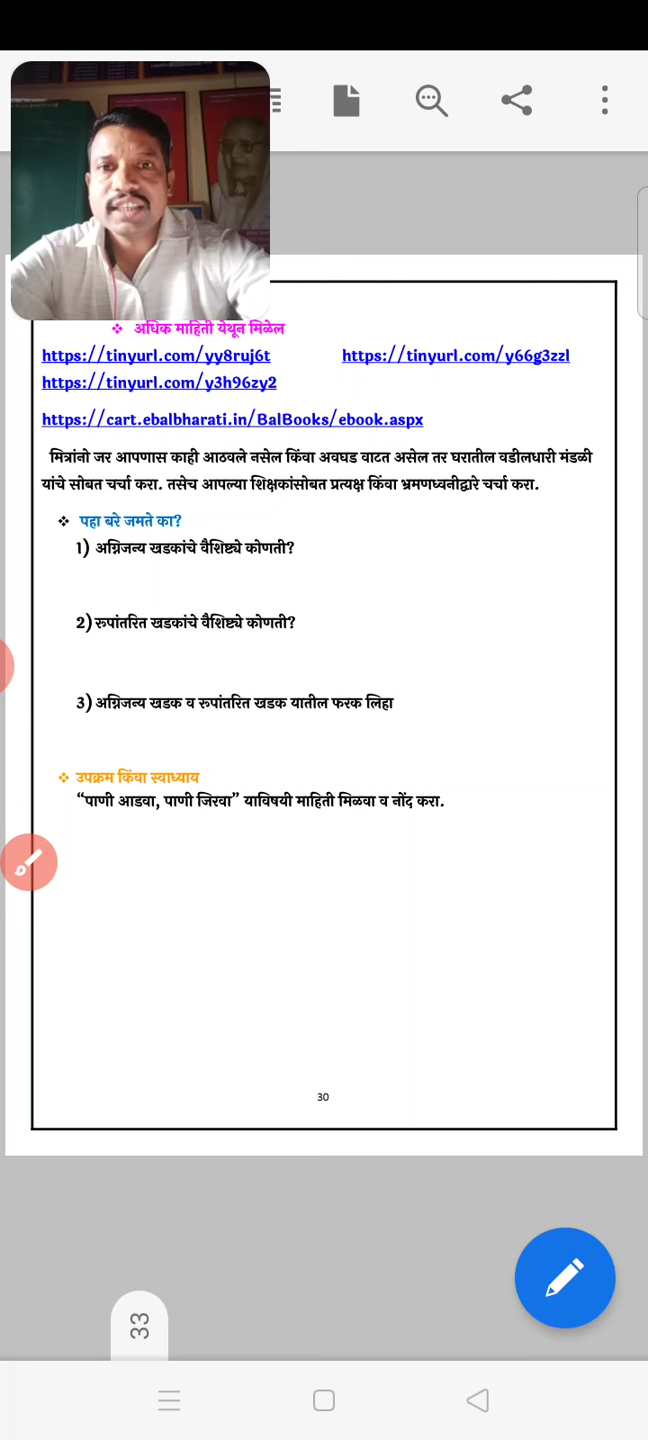 ❖ अधिक माहिती येथून मिळेल
https://tinyurl.com/yy8ruj6t https://tinyurl.com/y66g3zzl
https://tinyurl.com/y3h96zy2
https://cart.ebalbharati.in/BalBooks/ebook.aspx
मित्रांनो जर आपणास काही आठवले नसेल किंवा अवघड वाटत असेल तर घरातील वडीलधारी मंडळी
यांचे सोबत चर्चा करा. तसेच आपल्या शिक्षकांसोबत प्रत्यक्ष किंवा भ्रमणध्वनीद्वारे चर्चा करा.
❖ पहा बरे जमते का?
1) अग्निजन्य खडकांचे वैशिष्ट्ये कोणती?
2) रूपांतरित खडकांचे वैशिष्ट्ये कोणती?
3) अग्निजन्य खडक व रूपांतरित खडक यातील फरक लिहा
❖ उपक्रम किंवा स्वाध्याय
“पाणी आडवा, पाणी जिरवा” याविषयी माहिती मिळवा व नोंद करा.
30
33